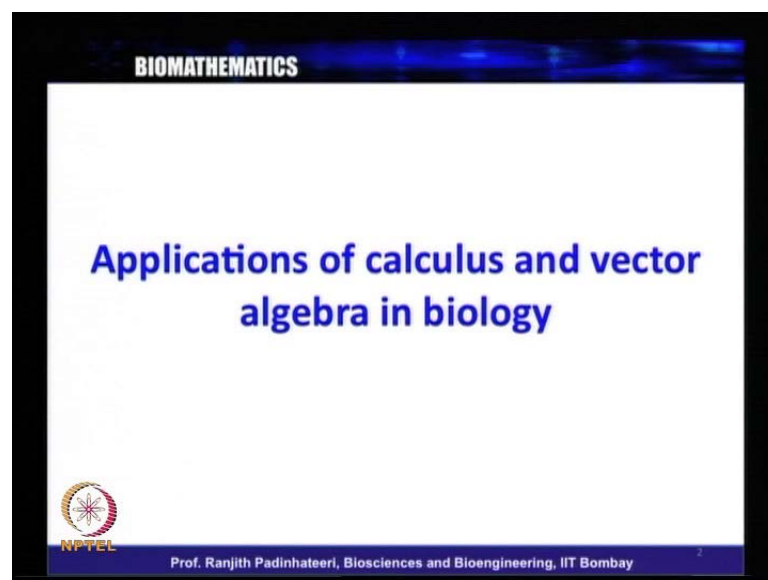 BIOMATHEMATICS
Applications of calculus and vector
algebra in biology
NPTEL
Prof. Ranjith Padinhateeri, Biosciences and Bioengineering, IIT Bombay
2